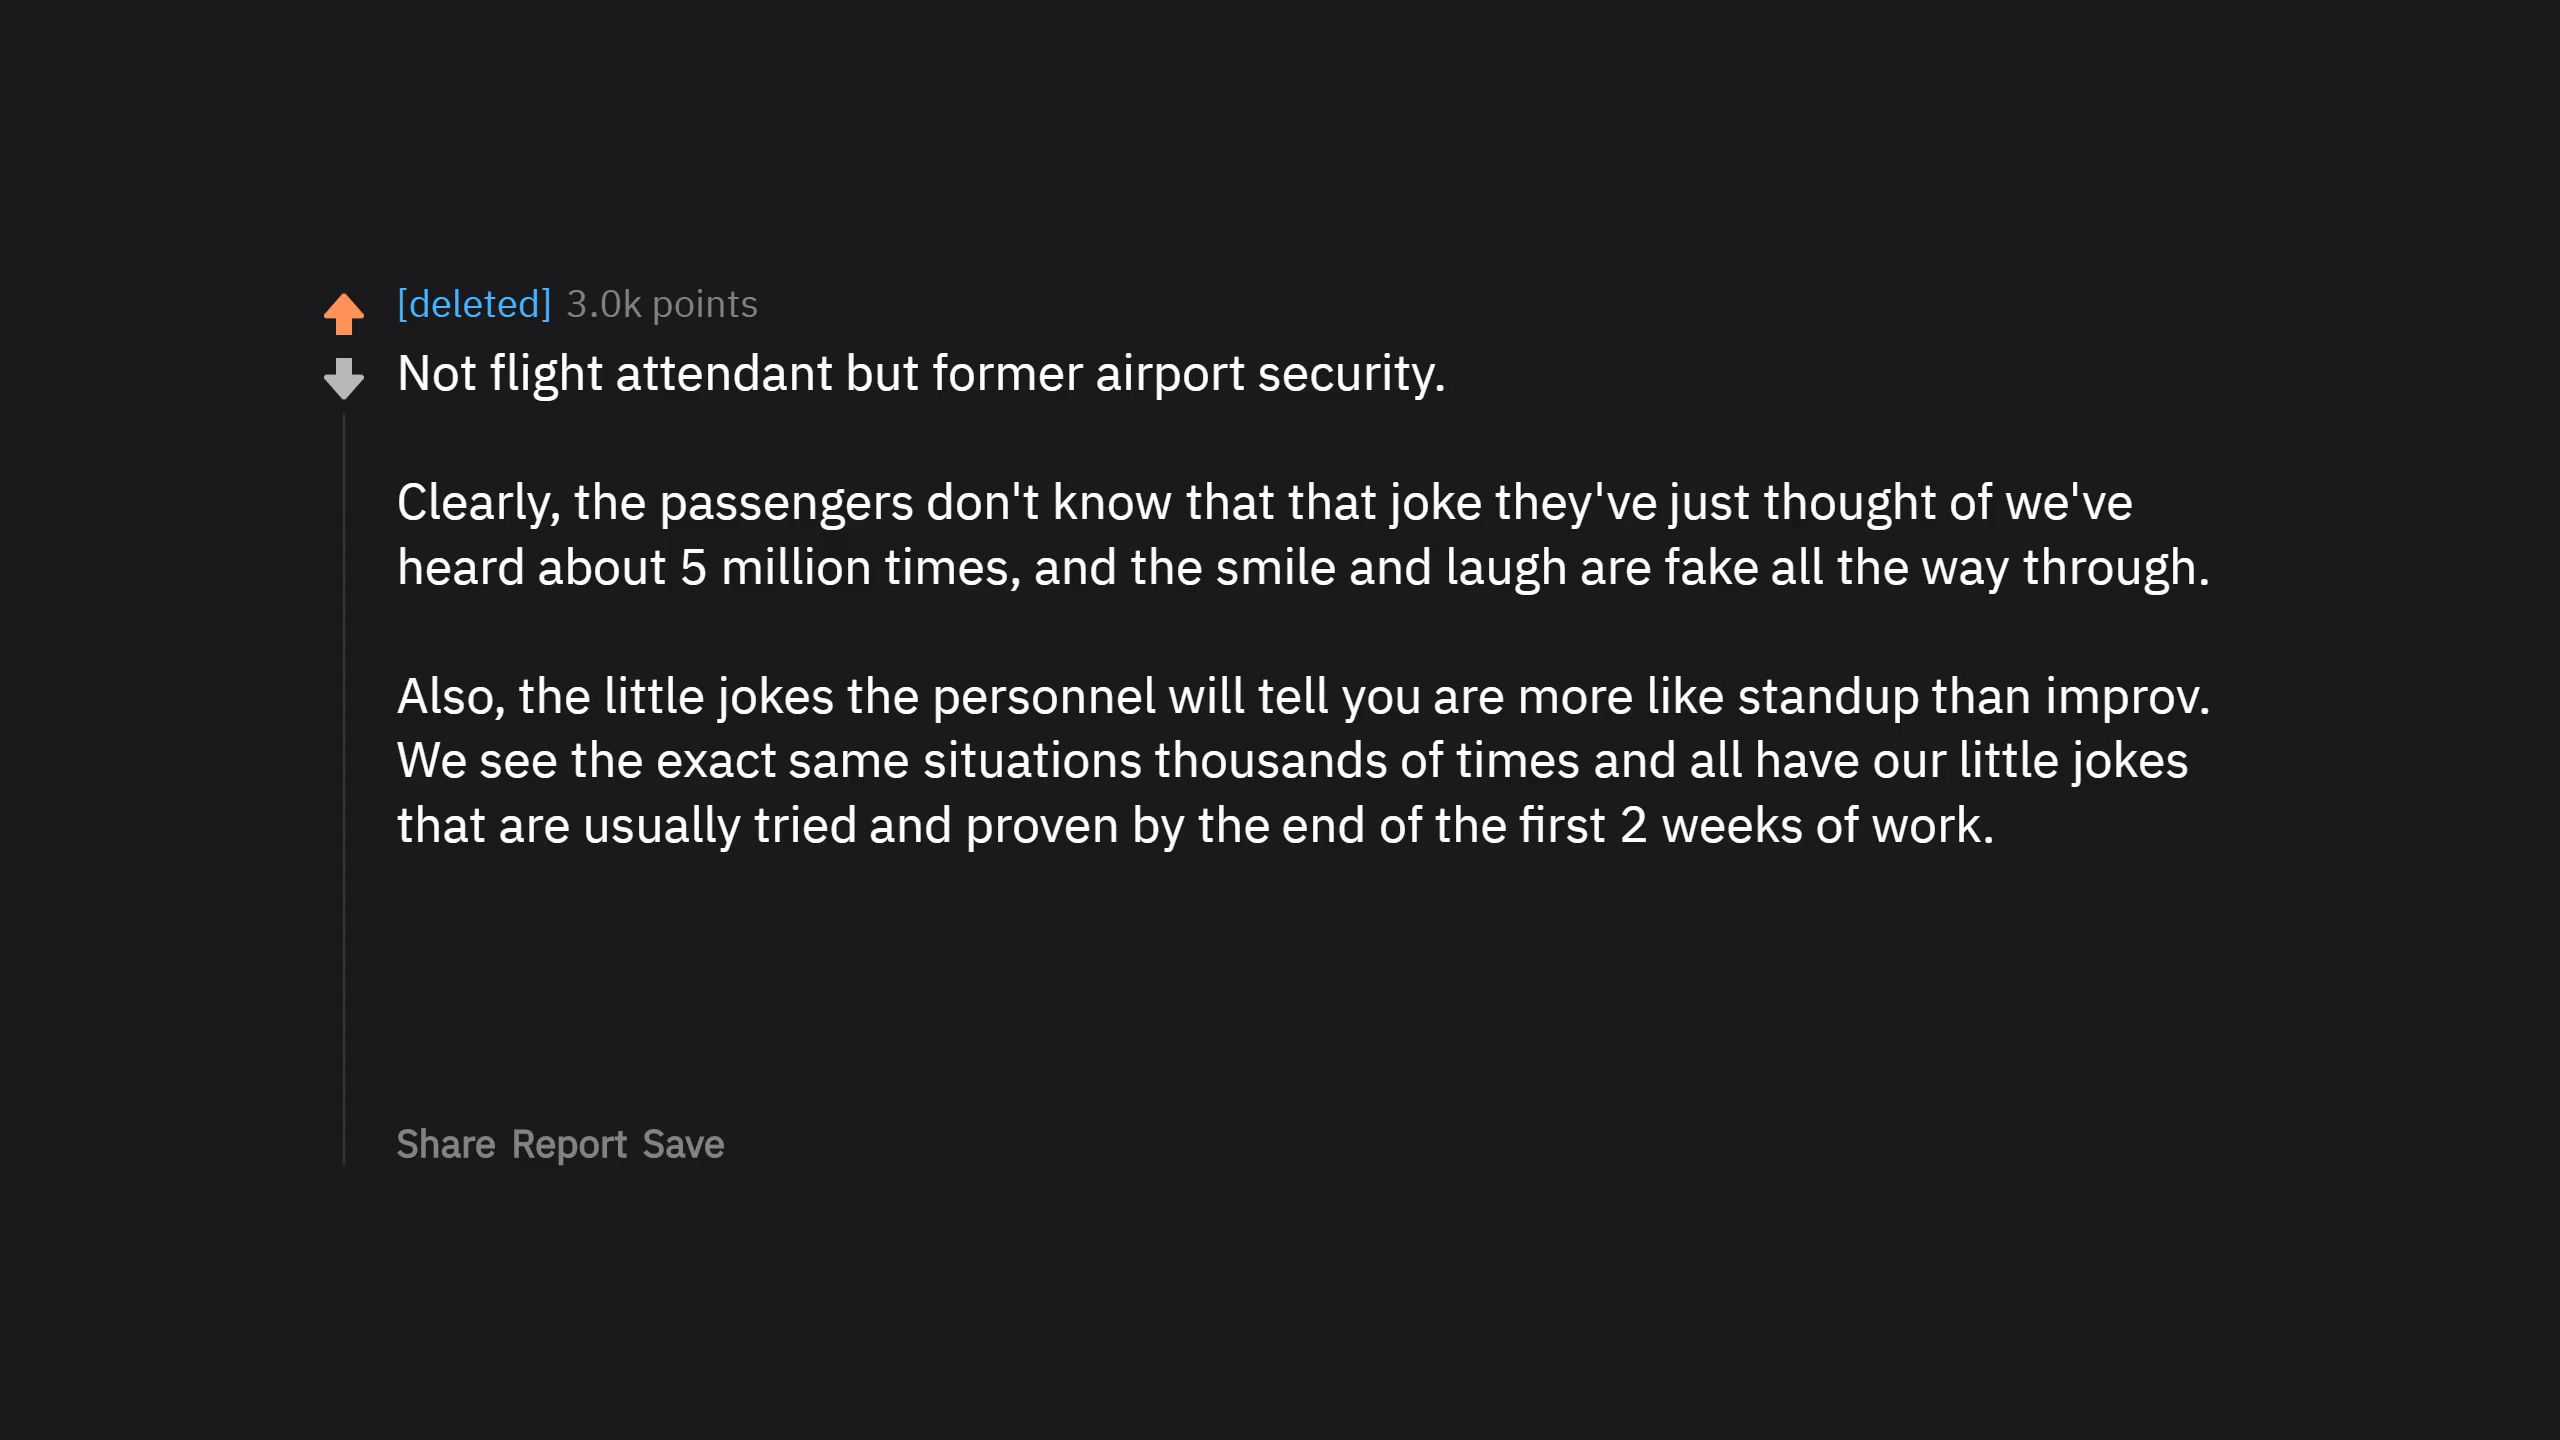 [deleted] 3.0k points
Not flight attendant but former airport security.
Clearly, the passengers don't know that that joke they've just thought of we've
heard about 5 million times, and the smile and laugh are fake all the way through.
Also, the little jokes the personnel will tell you are more like standup than improv.
We see the exact same situations thousands of times and all have our little jokes
that are usually tried and proven by the end of the first 2 weeks of work.
Share Report Save